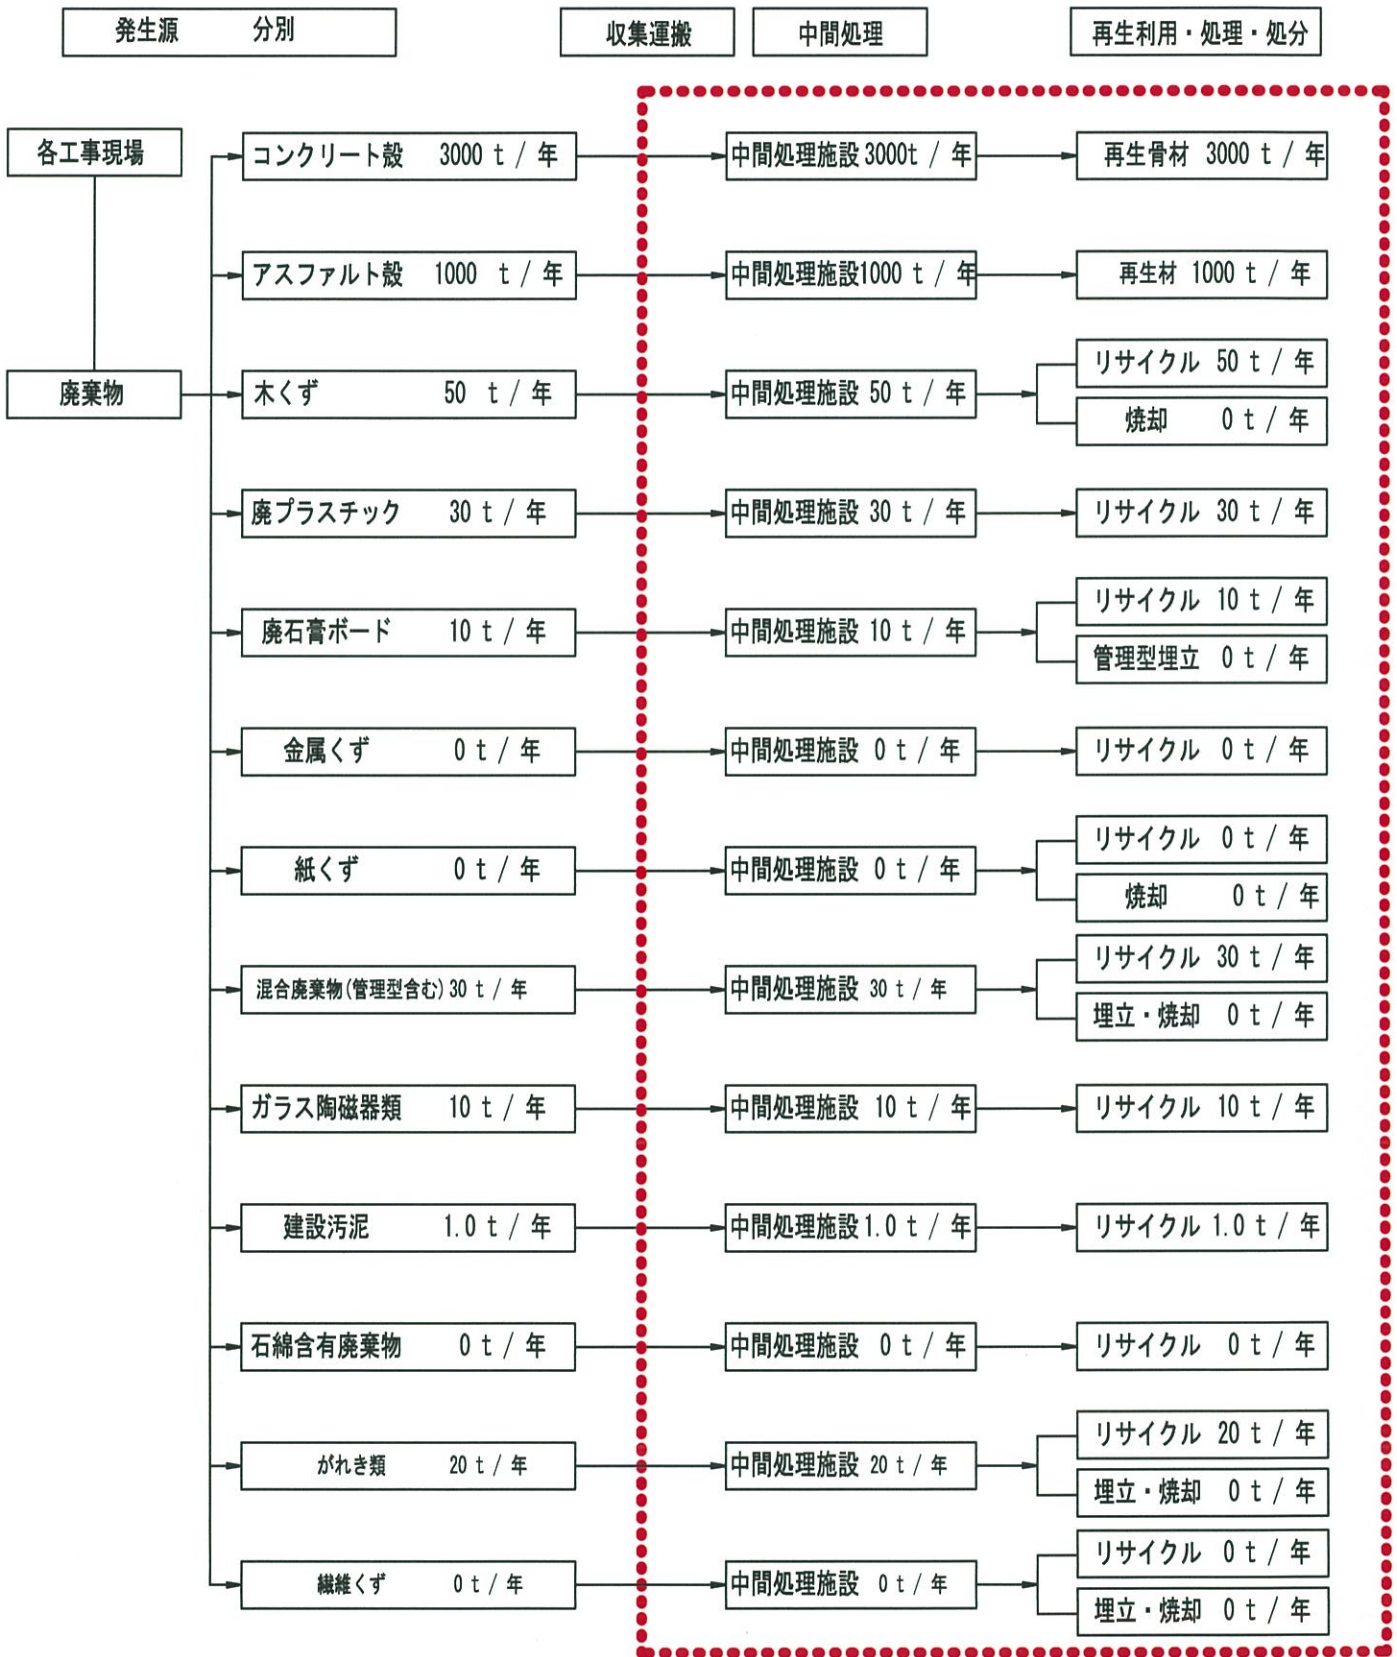 発生源 分別 収集運搬 中間処理 再生利用・処理・処分
各工事現場
コンクリート殻 3000 t / 年 中間処理施設 3000t / 年 再生骨材 3000 t / 年
アスファルト殻 1000 t / 年 中間処理施設1000 t / 年 再生材 1000 t / 年
リサイクル 50 t / 年
廃棄物 木くず 50 t / 年 中間処理施設 50 t / 年
焼却 0 t / 年
廃プラスチック 30 t / 年 中間処理施設 30 t / 年 リサイクル 30 t / 年
リサイクル 10 t / 年
廃石膏ボード 10 t / 年 中間処理施設 10 t / 年
管理型埋立 0 t / 年
金属くず 0 t / 年 中間処理施設 0 t / 年 リサイクル 0 t / 年
リサイクル 0 t / 年
紙くず 0 t / 年 中間処理施設 0 t / 年
焼却 0 t / 年
リサイクル 30 t / 年
混合廃棄物(管理型含む)30 t / 年 中間処理施設 30 t / 年
埋立・焼却 0 t / 年
ガラス陶磁器類 10 t / 年 中間処理施設 10 t / 年 リサイクル 10 t / 年
建設汚泥 1.0 t / 年 中間処理施設1.0 t / 年 リサイクル 1.0 t / 年
石綿含有廃棄物 0 t / 年 中間処理施設 0 t / 年 リサイクル 0 t / 年
リサイクル 20 t / 年
がれき類 20 t / 年 中間処理施設 20 t / 年
埋立・焼却 0 t / 年
リサイクル 0 t / 年
繊維くず 0 t / 年 中間処理施設 0 t / 年
埋立・焼却 0 t / 年